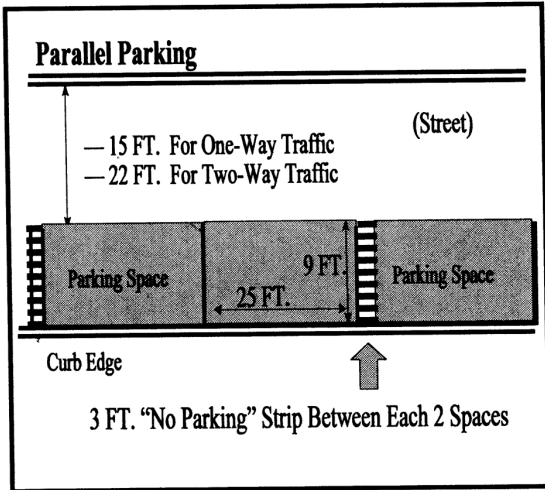 Parallel Parking
(Street)
— 15 FT. For One-Way Traffic
— 22 FT. For Two-Way Traffic
Parking Space
9 FT.
25 FT.
Parking Space
Curb Edge
3 FT. “No Parking” Strip Between Each 2 Spaces